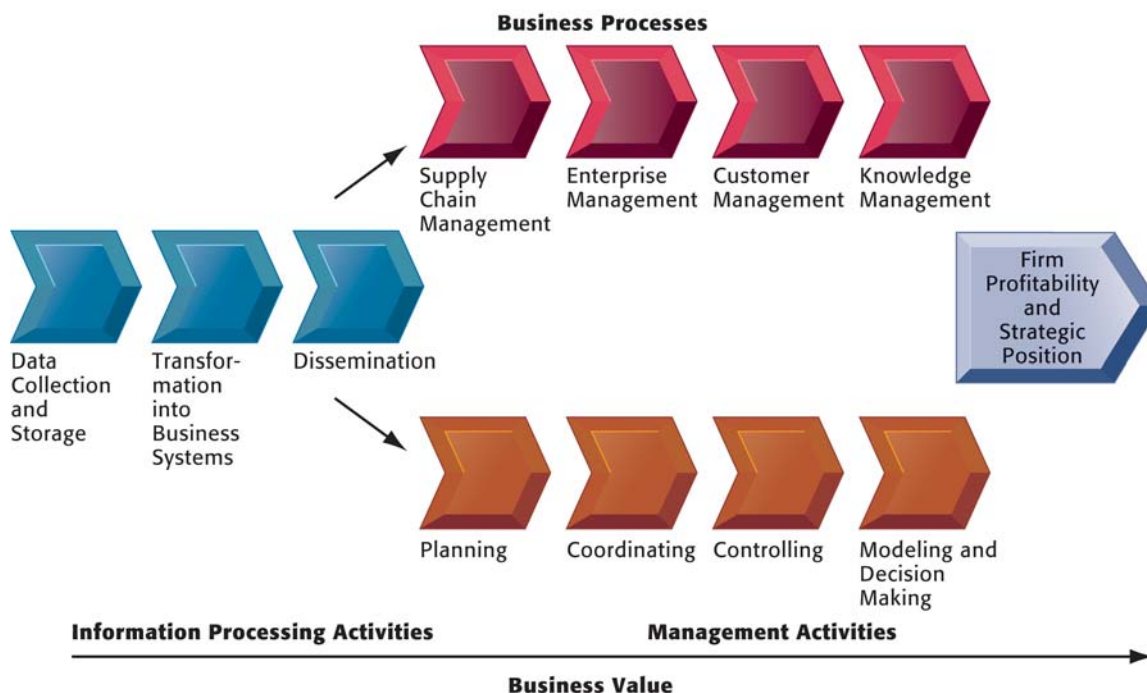 Business Processes
Supply
Chain
Management
Enterprise
Management
Customer
Management
Knowledge
Management
Data
Collection
and
Storage
Transfor-
mation
into
Business
Systems
Dissemination
Firm
Profitability
and
Strategic
Position
Planning
Coordinating
Controlling
Modeling and
Decision
Making
Information Processing Activities
Management Activities
Business Value